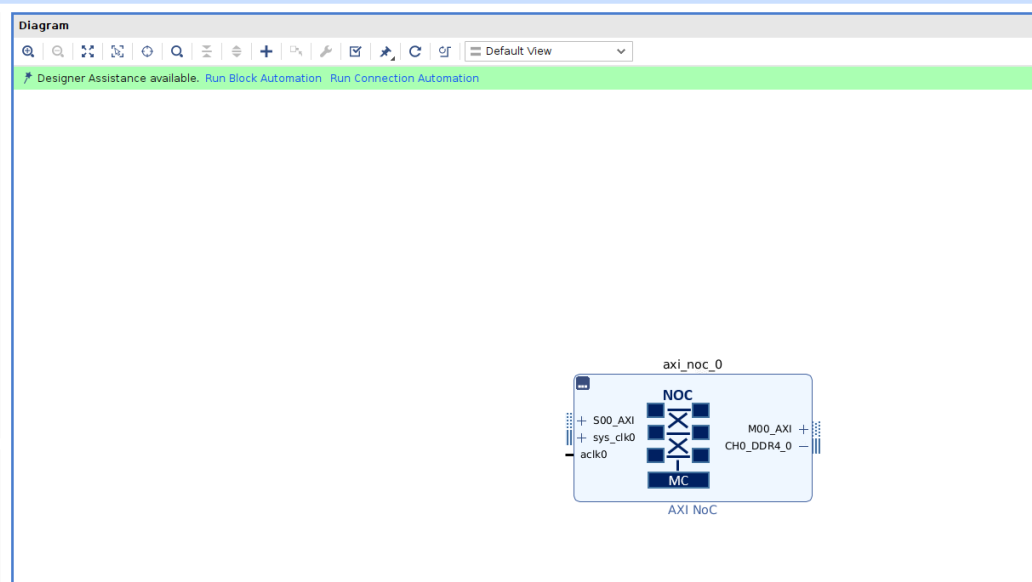 Diagram
Default View
Designer Assistance available. Run Block Automation Run Connection Automation
axi_noc_0
NOC
S00_AXI
sys_clk0
aclk0
M00_AXI
CH0_DDR4_0
MC
AXI NoC